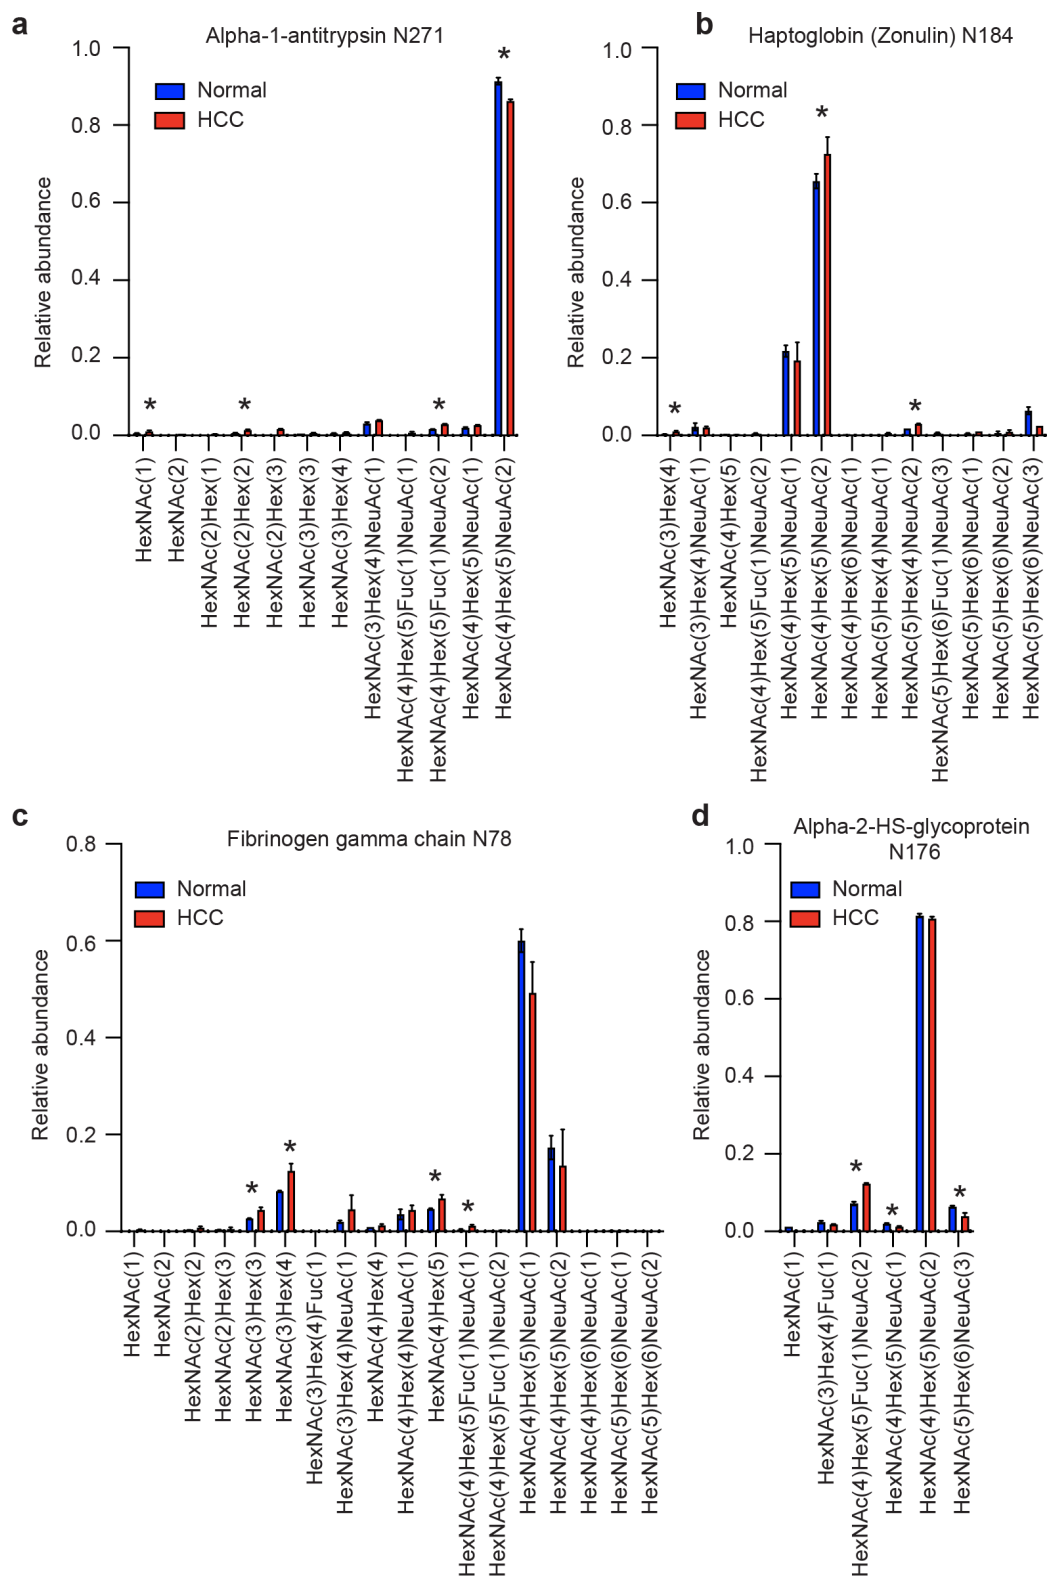 a
Alpha-1-antitrypsin N271
Normal
HCC
Relative abundance
1.0
0.8
0.6
0.4
0.2
0.0
*
*
*
*
HexNAc(1)
HexNAc(2)
HexNAc(2)Hex(1)
HexNAc(2)Hex(2)
HexNAc(2)Hex(3)
HexNAc(3)Hex(3)
HexNAc(3)Hex(4)
HexNAc(3)Hex(4)NeuAc(1)
HexNAc(4)Hex(5)Fuc(1)NeuAc(1)
HexNAc(4)Hex(5)Fuc(1)NeuAc(2)
HexNAc(4)Hex(5)NeuAc(1)
HexNAc(4)Hex(5)NeuAc(2)
b
Haptoglobin (Zonulin) N184
Normal
HCC
Relative abundance
1.0
0.8
0.6
0.4
0.2
0.0
*
*
*
HexNAc(3)Hex(4)
HexNAc(3)Hex(4)NeuAc(1)
HexNAc(4)Hex(5)
HexNAc(4)Hex(5)Fuc(1)NeuAc(2)
HexNAc(4)Hex(5)NeuAc(1)
HexNAc(4)Hex(5)NeuAc(2)
HexNAc(4)Hex(6)NeuAc(1)
HexNAc(5)Hex(4)NeuAc(1)
HexNAc(5)Hex(4)NeuAc(2)
HexNAc(5)Hex(6)Fuc(1)NeuAc(3)
HexNAc(5)Hex(6)NeuAc(1)
HexNAc(5)Hex(6)NeuAc(2)
HexNAc(5)Hex(6)NeuAc(3)
c
Fibrinogen gamma chain N78
Normal
HCC
Relative abundance
0.8
0.6
0.4
0.2
0.0
*
*
*
*
HexNAc(1)
HexNAc(2)
HexNAc(2)Hex(2)
HexNAc(2)Hex(3)
HexNAc(3)Hex(3)
HexNAc(3)Hex(4)
HexNAc(3)Hex(4)Fuc(1)
HexNAc(3)Hex(4)NeuAc(1)
HexNAc(4)Hex(4)
HexNAc(4)Hex(4)NeuAc(1)
HexNAc(4)Hex(5)
HexNAc(4)Hex(5)Fuc(1)NeuAc(1)
HexNAc(4)Hex(5)Fuc(1)NeuAc(2)
HexNAc(4)Hex(5)NeuAc(1)
HexNAc(4)Hex(5)NeuAc(2)
HexNAc(4)Hex(6)NeuAc(1)
HexNAc(5)Hex(6)NeuAc(1)
HexNAc(5)Hex(6)NeuAc(2)
d
Alpha-2-HS-glycoprotein
N176
Normal
HCC
Relative abundance
1.0
0.8
0.6
0.4
0.2
0.0
*
*
*
HexNAc(1)
HexNAc(3)Hex(4)Fuc(1)
HexNAc(4)Hex(5)Fuc(1)NeuAc(2)
HexNAc(4)Hex(5)NeuAc(1)
HexNAc(4)Hex(5)NeuAc(2)
HexNAc(5)Hex(6)NeuAc(3)